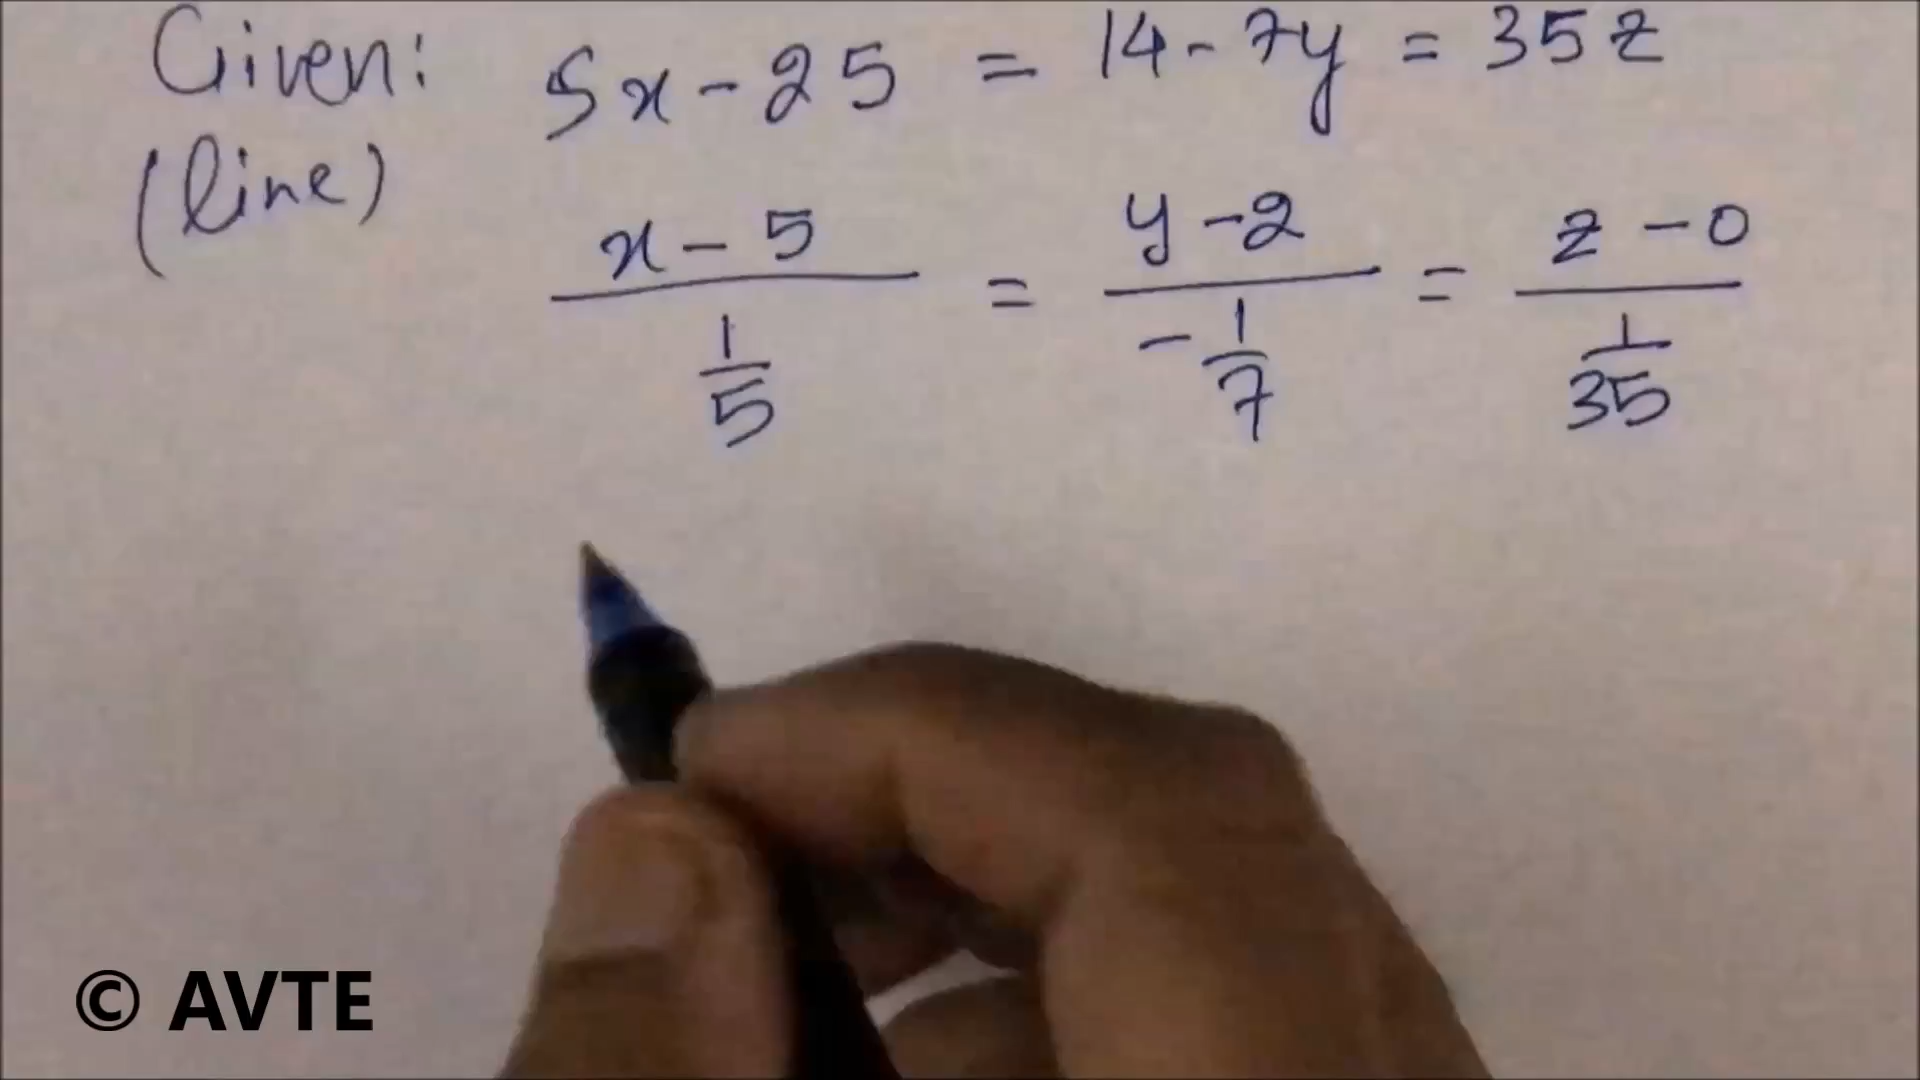 Given: 5x - 25 = 14 - 7y = 35z
(line)
x - 5 / 1/5 = y - 2 / -1/7 = z - 0 / 1/35
© AVTE